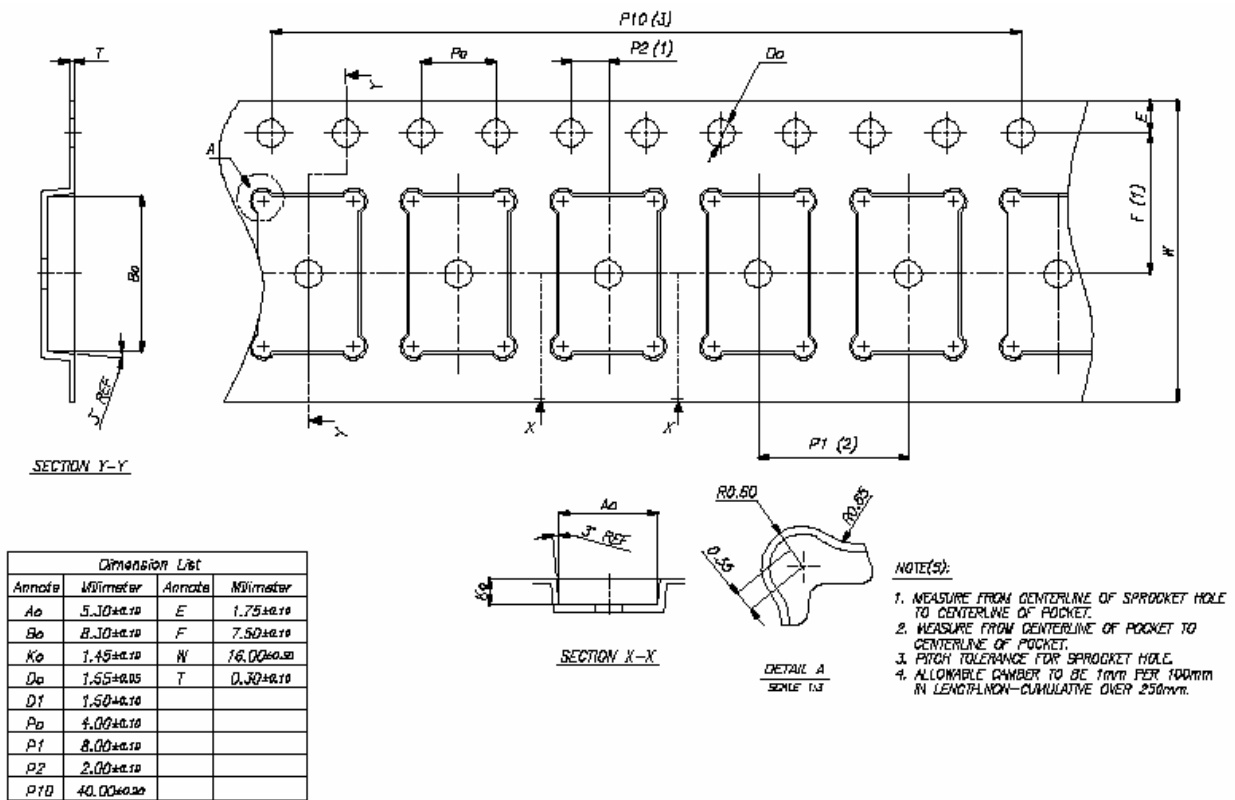 P10 (3)
T
Po
P2 (1)
Do
Y
E
A
F (1)
W
Bo
3° REF
X
X
Y
P1 (2)
SECTION Y-Y
Ao
3° REF
Ko
SECTION X-X
R0.60
R0.65
0.35
DETAIL A
SCALE 1:3
Dimension List
Annote Milimeter Annote Milimeter
Ao 5.30±0.10 E 1.75±0.10
Bo 8.30±0.10 F 7.50±0.10
Ko 1.45±0.10 W 16.00±0.30
Do 1.55±0.05 T 0.30±0.10
D1 1.50±0.10
Po 4.00±0.10
P1 8.00±0.10
P2 2.00±0.10
P10 40.00±0.20
NOTE(S):
1. MEASURE FROM CENTERLINE OF SPROCKET HOLE
TO CENTERLINE OF POCKET.
2. MEASURE FROM CENTERLINE OF POCKET TO
CENTERLINE OF POCKET.
3. PITCH TOLERANCE FOR SPROCKET HOLE.
4. ALLOWABLE CAMBER TO BE 1mm PER 100mm
IN LENGTH.NON-CUMULATIVE OVER 250mm.